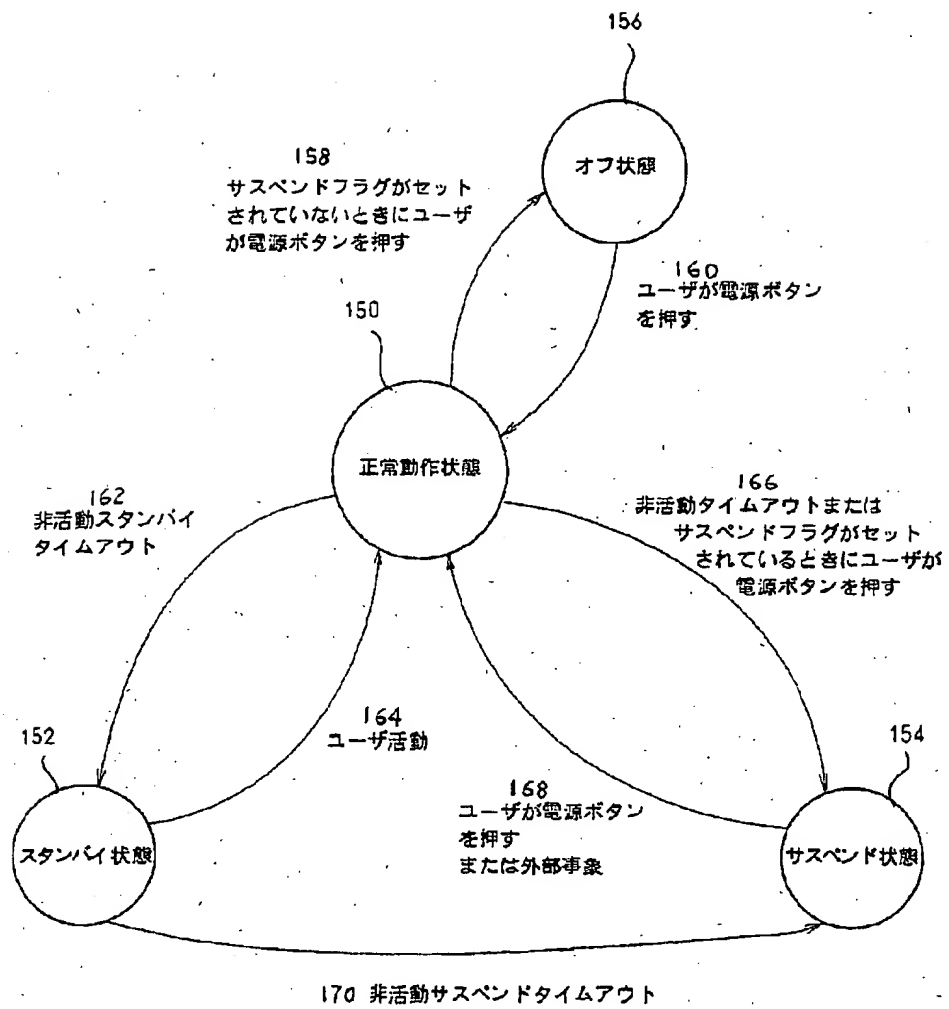 156
オフ状態
158
サスペンドフラグがセット
されていないときにユーザ
が電源ボタンを押す
160
ユーザが電源ボタン
を押す
150
正常動作状態
162
非活動スタンバイ
タイムアウト
166
非活動タイムアウトまたは
サスペンドフラグがセット
されているときにユーザが
電源ボタンを押す
164
ユーザ活動
152
スタンバイ状態
168
ユーザが電源ボタン
を押す
または外部事象
154
サスペンド状態
170 非活動サスペンドタイムアウト